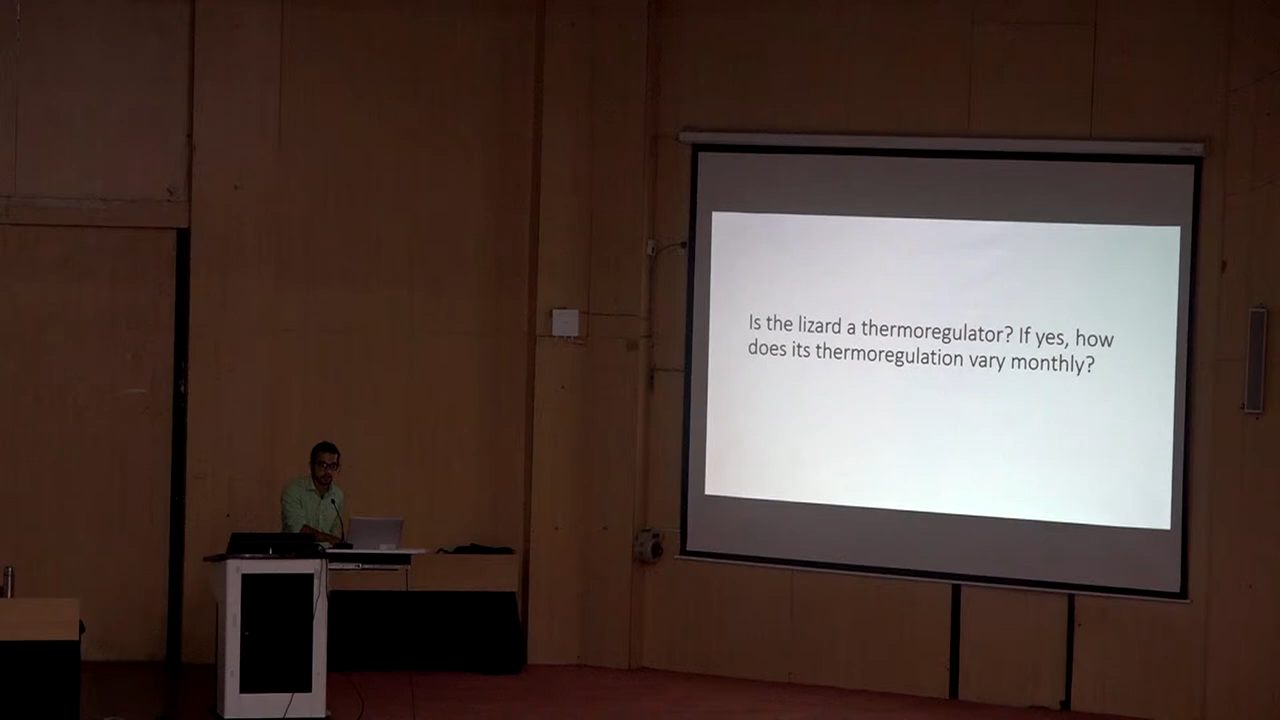 Is the lizard a thermoregulator? If yes, how
does its thermoregulation vary monthly?